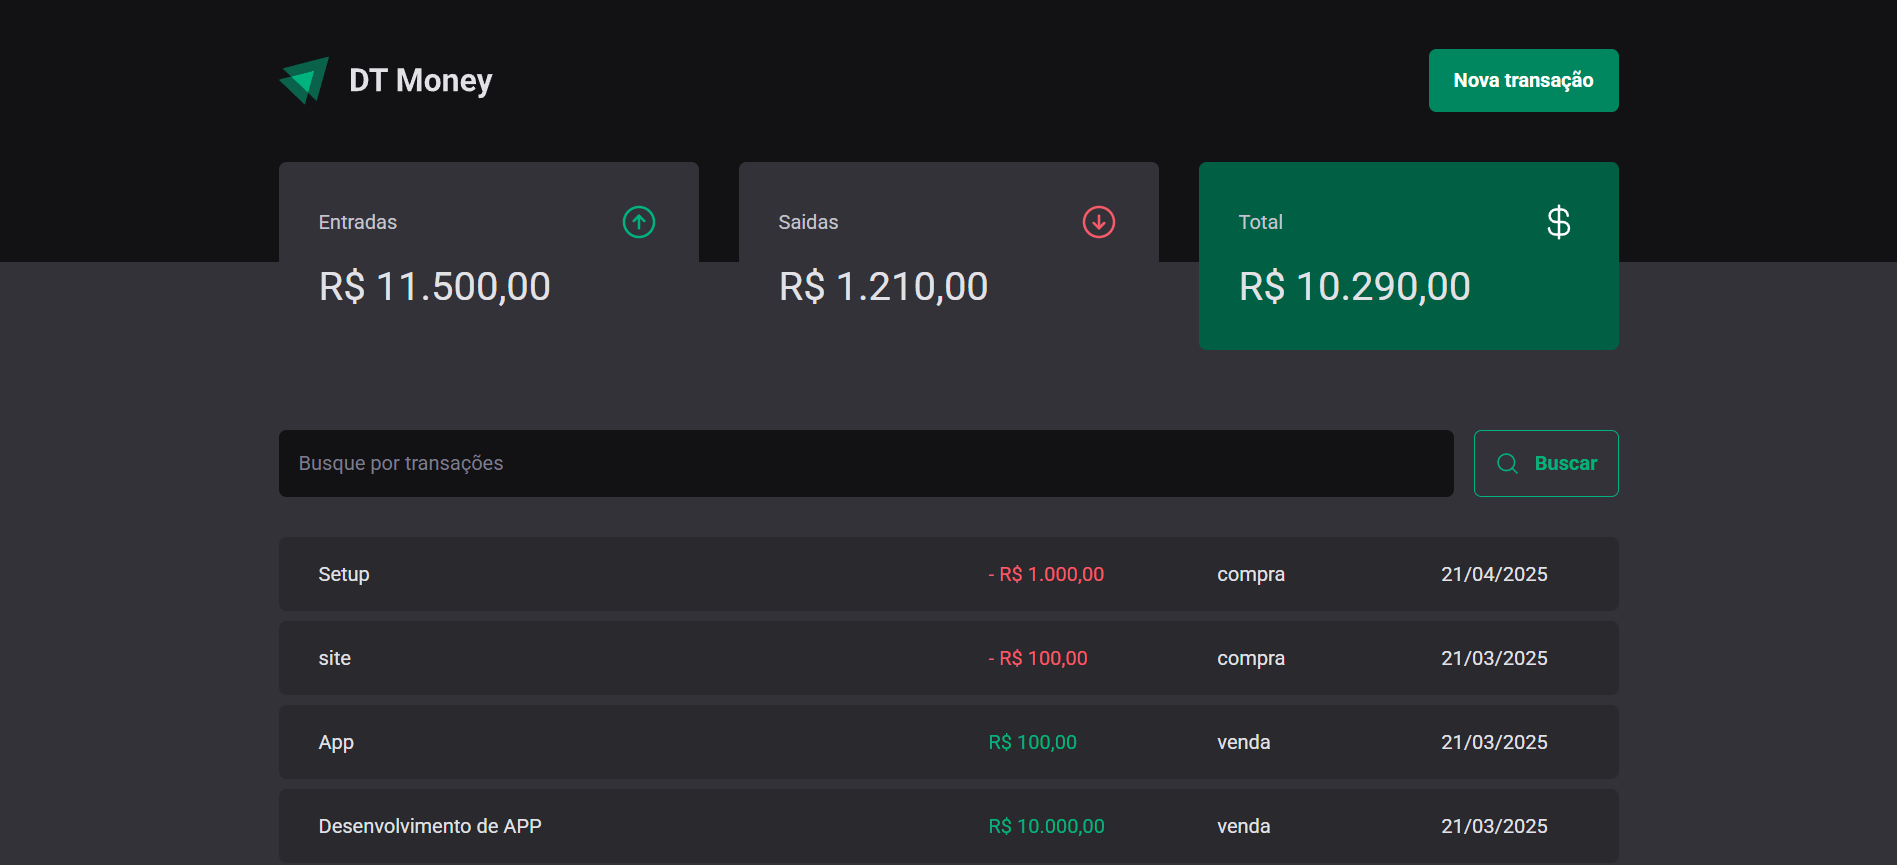 DT Money
Nova transação
Entradas
R$ 11.500,00
Saidas
R$ 1.210,00
Total
R$ 10.290,00
Busque por transações
Buscar
Setup - R$ 1.000,00 compra 21/04/2025
site - R$ 100,00 compra 21/03/2025
App R$ 100,00 venda 21/03/2025
Desenvolvimento de APP R$ 10.000,00 venda 21/03/2025